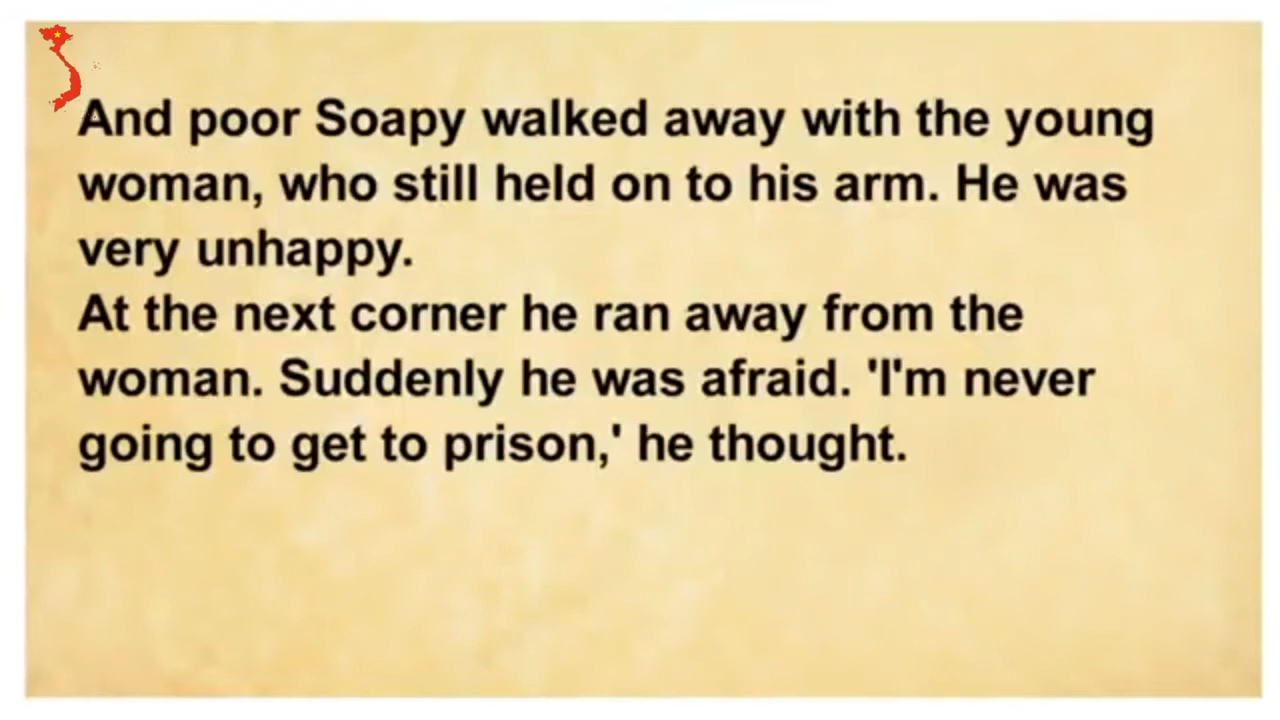 And poor Soapy walked away with the young
woman, who still held on to his arm. He was
very unhappy.
At the next corner he ran away from the
woman. Suddenly he was afraid. 'I'm never
going to get to prison,' he thought.